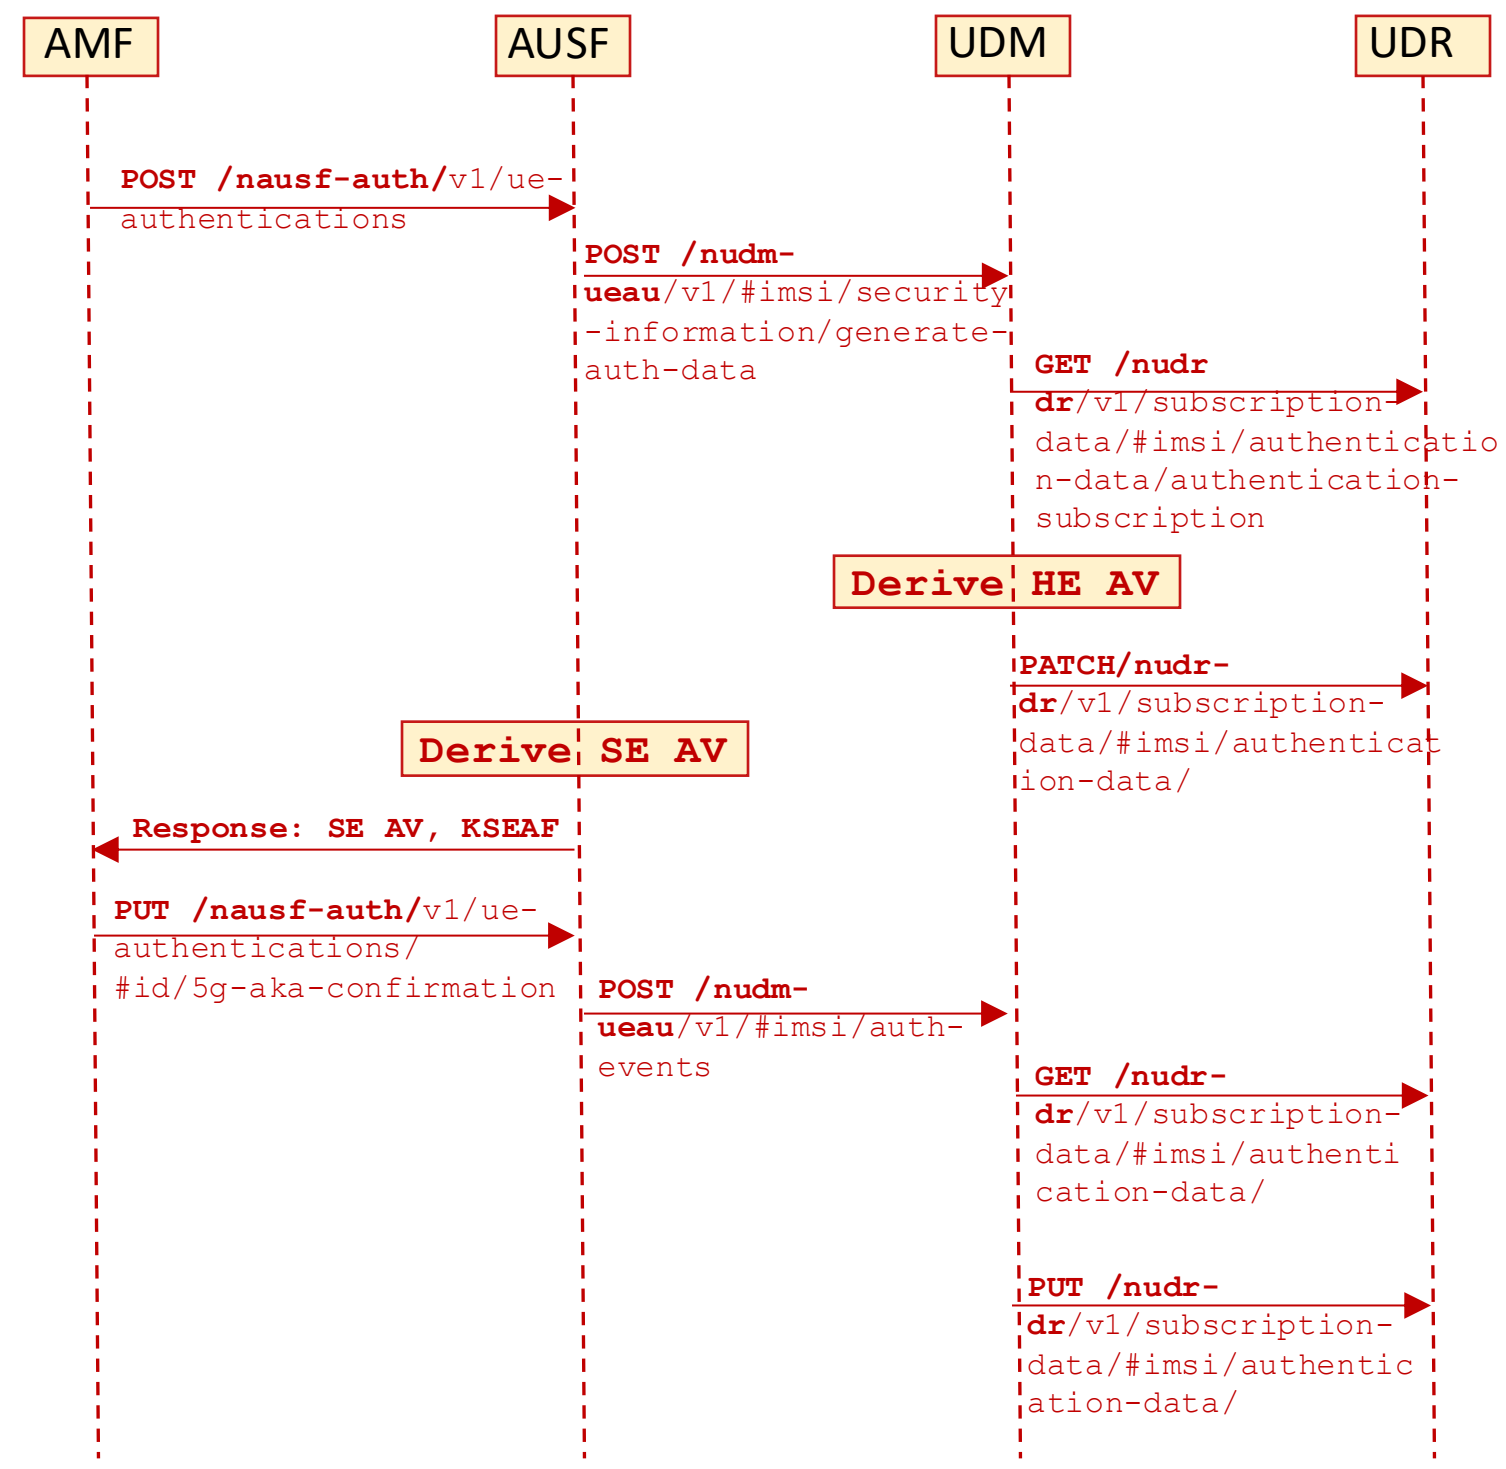 AMF
AUSF
UDM
UDR
POST /nausf-auth/v1/ue-
authentications
POST /nudm-
ueau/v1/#imsi/security
-information/generate-
auth-data
GET /nudr
dr/v1/subscription-
data/#imsi/authenticatio
n-data/authentication-
subscription
Derive HE AV
PATCH/nudr-
dr/v1/subscription-
data/#imsi/authenticat
ion-data/
Derive SE AV
Response: SE AV, KSEAF
PUT /nausf-auth/v1/ue-
authentications/
#id/5g-aka-confirmation
POST /nudm-
ueau/v1/#imsi/auth-
events
GET /nudr-
dr/v1/subscription-
data/#imsi/authenti
cation-data/
PUT /nudr-
dr/v1/subscription-
data/#imsi/authentic
ation-data/